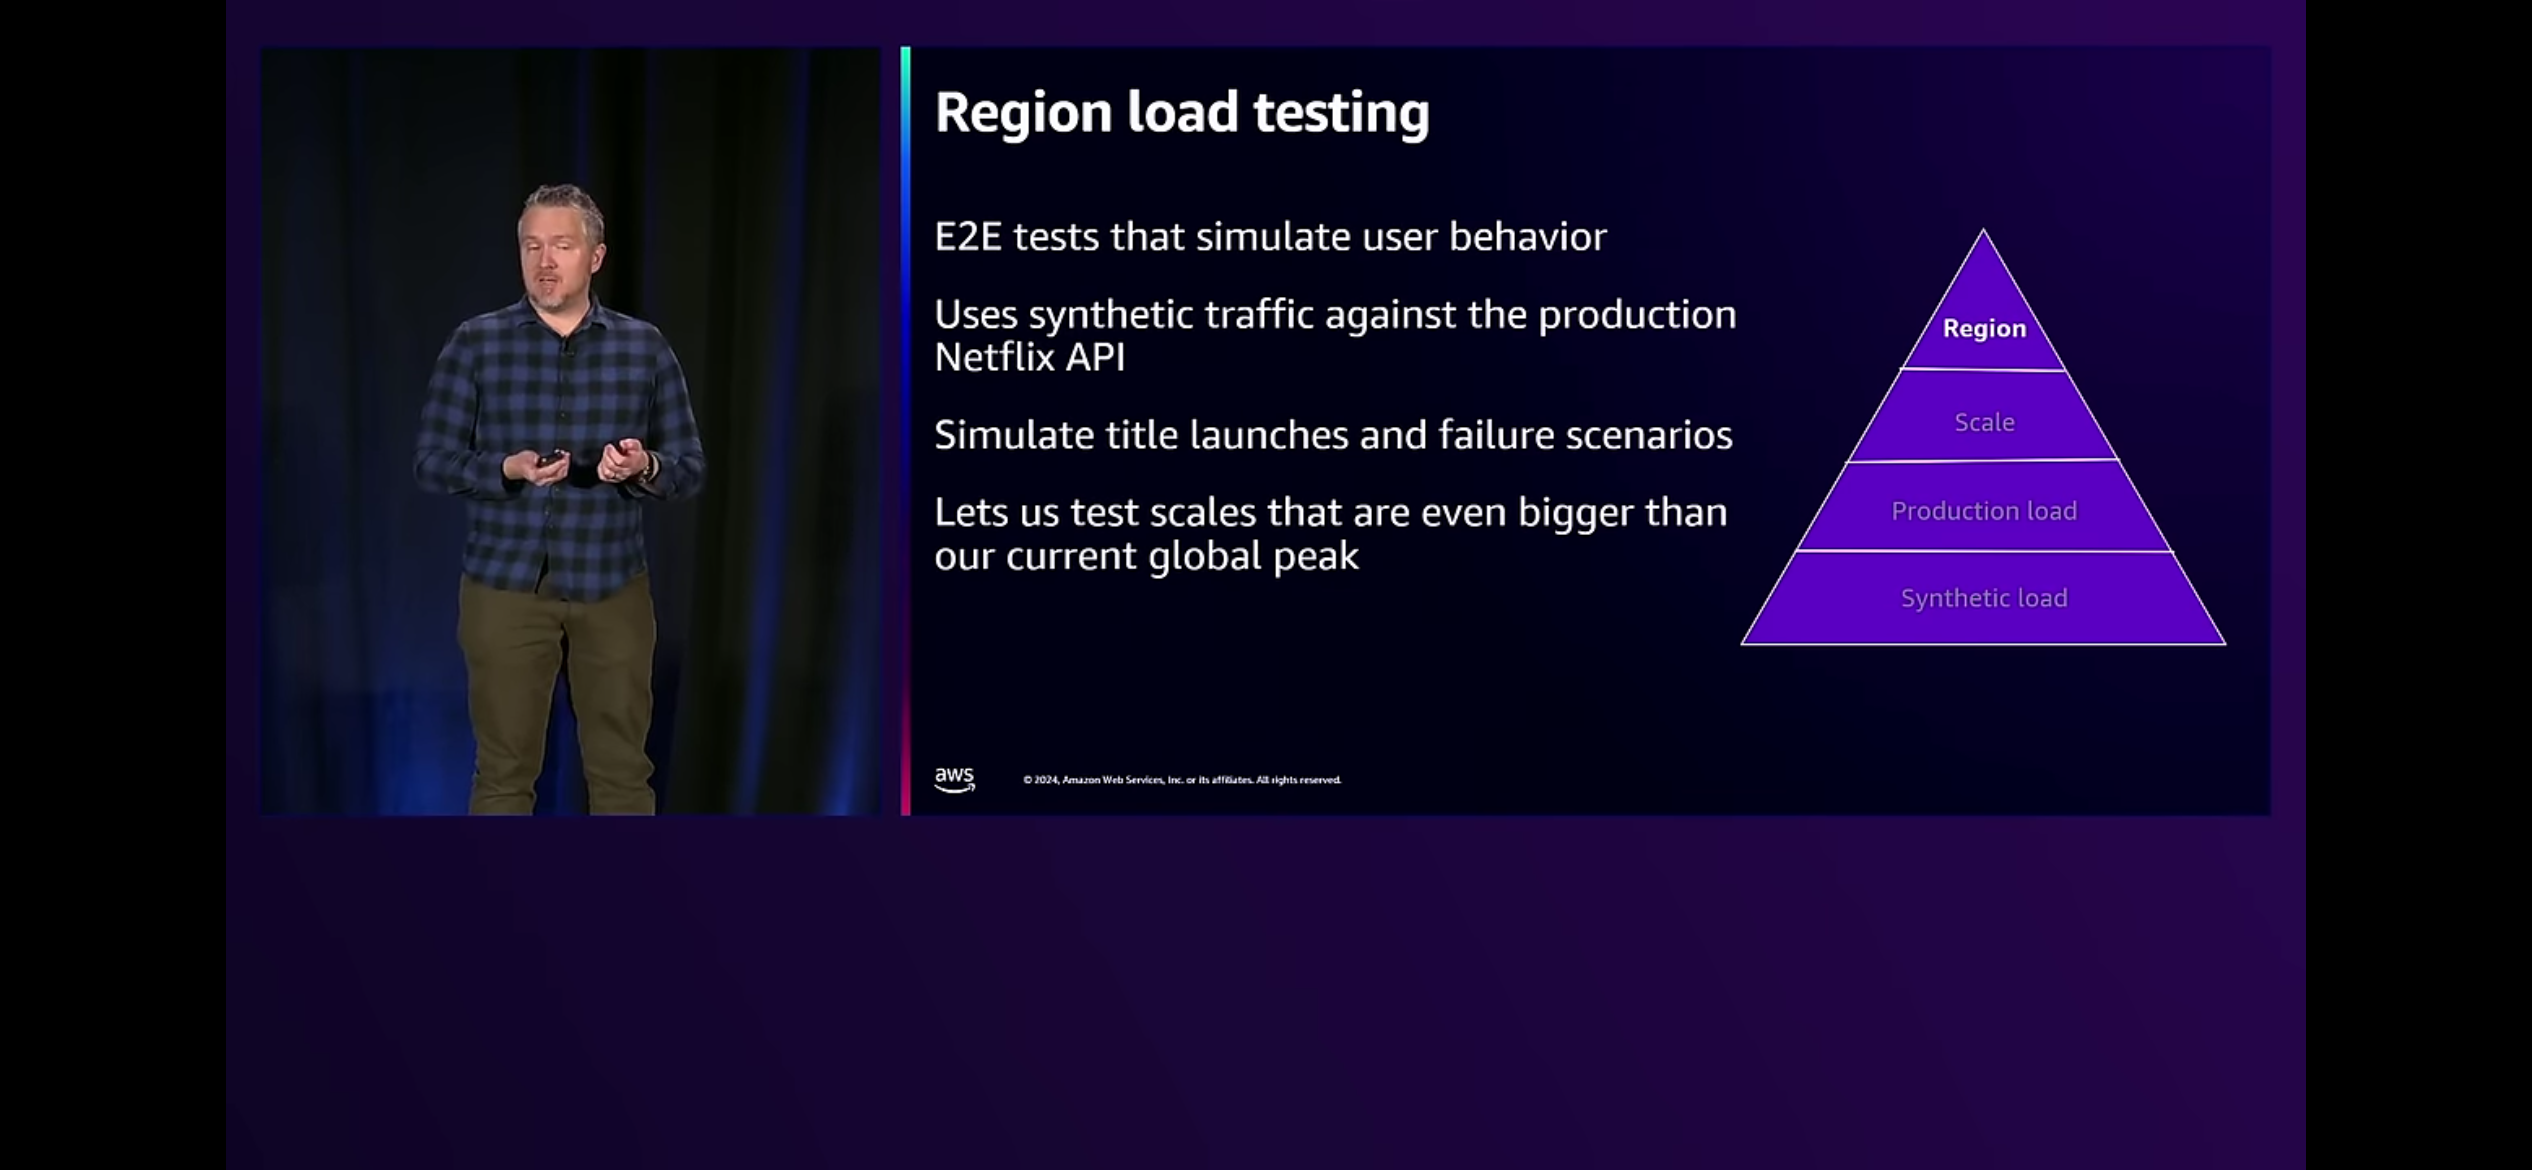 Region load testing
E2E tests that simulate user behavior
Uses synthetic traffic against the production
Netflix API
Simulate title launches and failure scenarios
Lets us test scales that are even bigger than
our current global peak
Region
Scale
Production load
Synthetic load
aws
© 2024, Amazon Web Services, Inc. or its affiliates. All rights reserved.